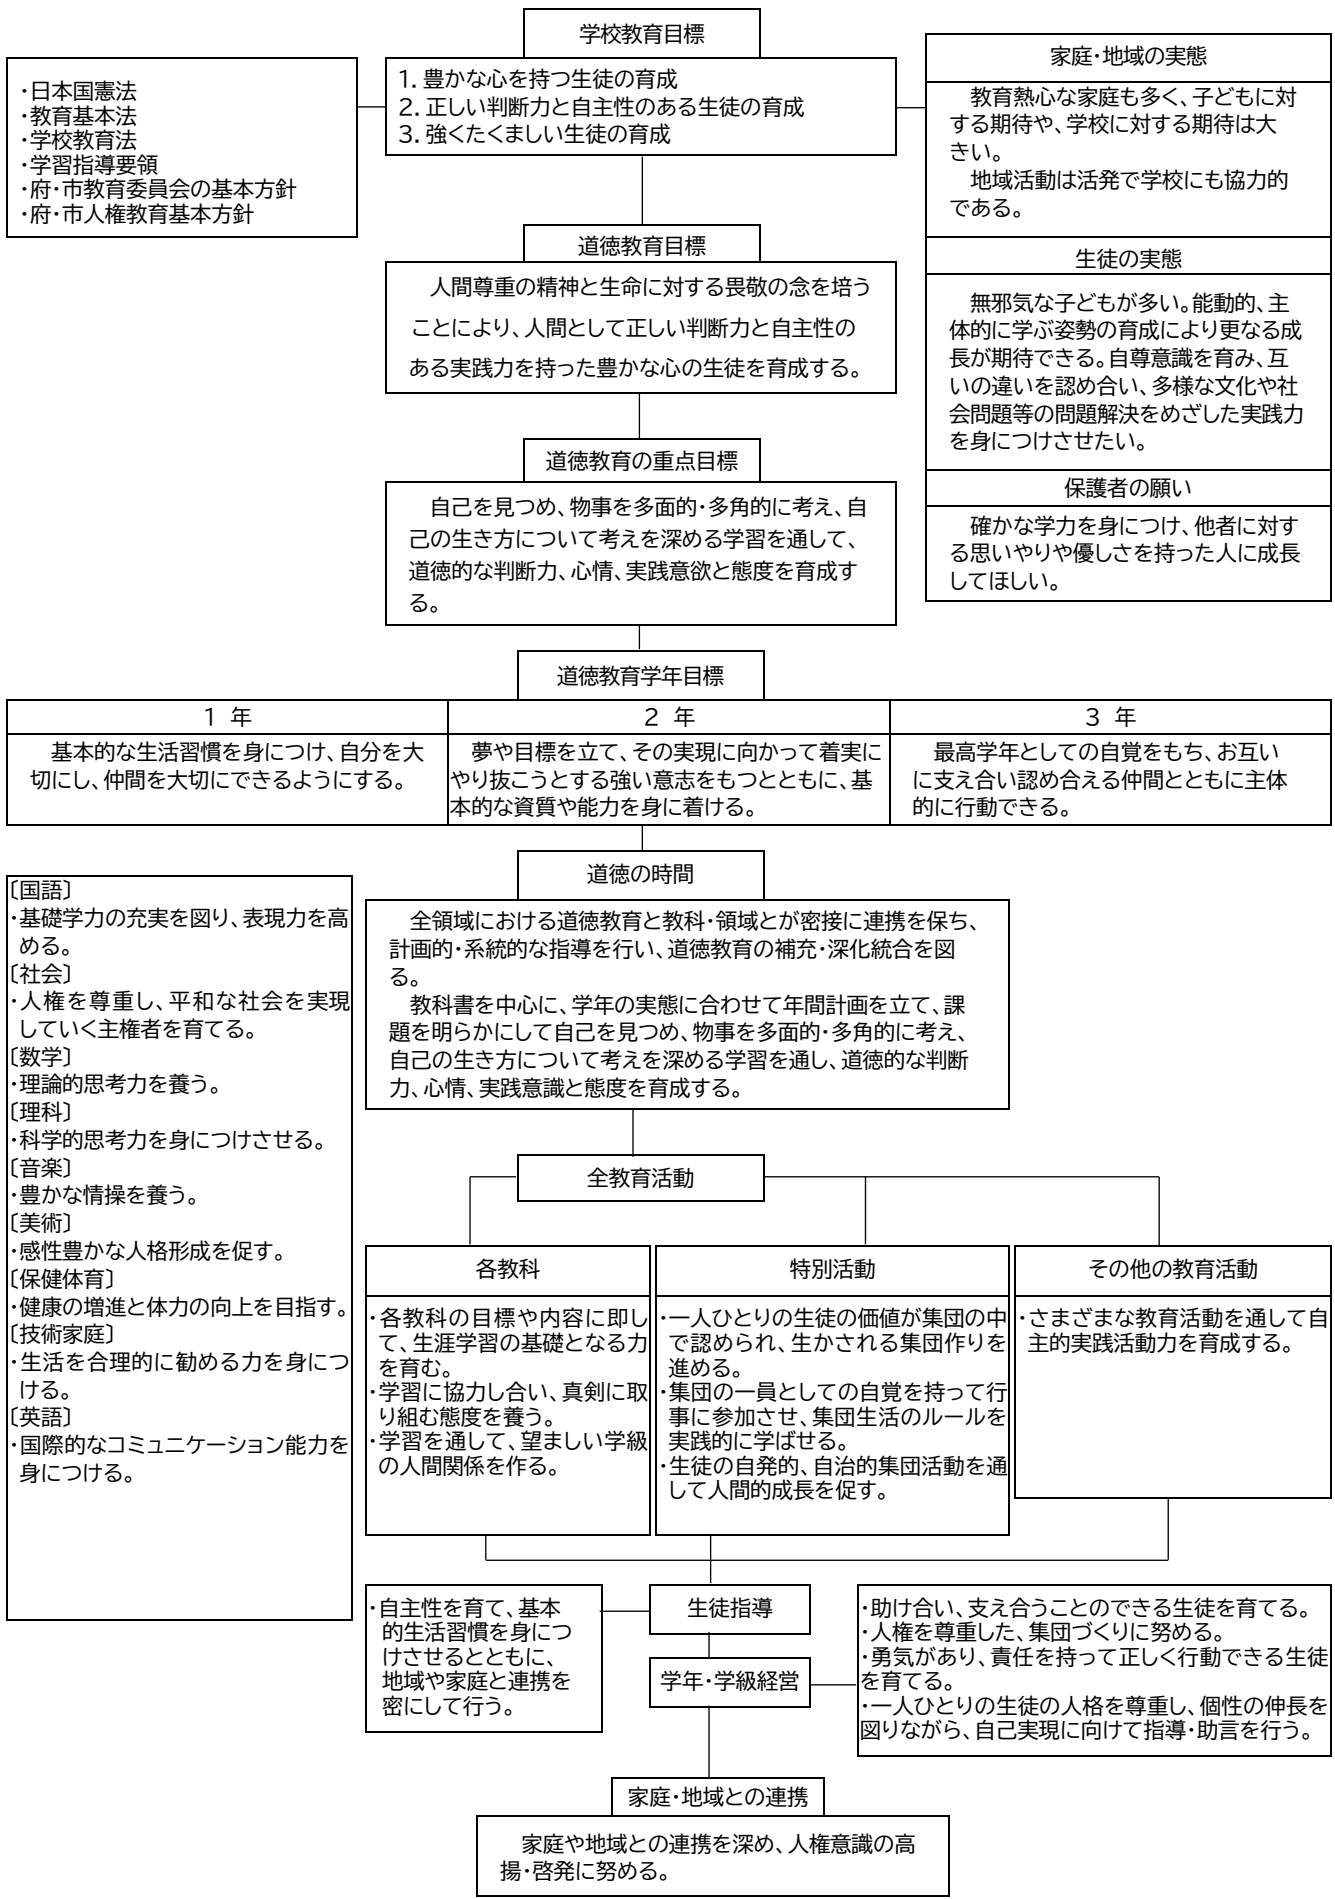 学校教育目標
1．豊かな心を持つ生徒の育成
2．正しい判断力と自主性のある生徒の育成
3．強くたくましい生徒の育成
・日本国憲法
・教育基本法
・学校教育法
・学習指導要領
・府・市教育委員会の基本方針
・府・市人権教育基本方針
家庭・地域の実態
教育熱心な家庭も多く、子どもに対
する期待や、学校に対する期待は大
きい。
地域活動は活発で学校にも協力的
である。
生徒の実態
無邪気な子どもが多い。能動的、主
体的に学ぶ姿勢の育成により更なる成
長が期待できる。自尊意識を育み、互
いの違いを認め合い、多様な文化や社
会問題等の問題解決をめざした実践力
を身につけさせたい。
保護者の願い
確かな学力を身につけ、他者に対す
る思いやりや優しさを持った人に成長
してほしい。
道徳教育目標
人間尊重の精神と生命に対する畏敬の念を培う
ことにより、人間として正しい判断力と自主性の
ある実践力を持った豊かな心の生徒を育成する。
道徳教育の重点目標
自己を見つめ、物事を多面的・多角的に考え、自
己の生き方について考えを深める学習を通して、
道徳的な判断力、心情、実践意欲と態度を育成す
る。
道徳教育学年目標
1 年
基本的な生活習慣を身につけ、自分を大
切にし、仲間を大切にできるようにする。
2 年
夢や目標を立て、その実現に向かって着実に
やり抜こうとする強い意志をもつとともに、基
本的な資質や能力を身に着ける。
3 年
最高学年としての自覚をもち、お互い
に支え合い認め合える仲間とともに主体
的に行動できる。
〔国語〕
・基礎学力の充実を図り、表現力を高
める。
〔社会〕
・人権を尊重し、平和な社会を実現
していく主権者を育てる。
〔数学〕
・理論的思考力を養う。
〔理科〕
・科学的思考力を身につけさせる。
〔音楽〕
・豊かな情操を養う。
〔美術〕
・感性豊かな人格形成を促す。
〔保健体育〕
・健康の増進と体力の向上を目指す。
〔技術家庭〕
・生活を合理的に勧める力を身につ
ける。
〔英語〕
・国際的なコミュニケーション能力を
身につける。
道徳の時間
全領域における道徳教育と教科・領域とが密接に連携を保ち、
計画的・系統的な指導を行い、道徳教育の補充・深化統合を図
る。
教科書を中心に、学年の実態に合わせて年間計画を立て、課
題を明らかにして自己を見つめ、物事を多面的・多角的に考え、
自己の生き方について考えを深める学習を通し、道徳的な判断
力、心情、実践意識と態度を育成する。
全教育活動
各教科
・各教科の目標や内容に即し
て、生涯学習の基礎となる力
を育む。
・学習に協力し合い、真剣に取
り組む態度を養う。
・学習を通して、望ましい学級
の人間関係を作る。
特別活動
・一人ひとりの生徒の価値が集団の中
で認められ、生かされる集団作りを
進める。
・集団の一員としての自覚を持って行
事に参加させ、集団生活のルールを
実践的に学ばせる。
・生徒の自発的、自治的集団活動を通
して人間的成長を促す。
その他の教育活動
・さまざまな教育活動を通して自
主的実践活動力を育成する。
・自主性を育て、基本
的生活習慣を身につ
けさせるとともに、
地域や家庭と連携を
密にして行う。
生徒指導
学年・学級経営
・助け合い、支え合うことのできる生徒を育てる。
・人権を尊重した、集団づくりに努める。
・勇気があり、責任を持って正しく行動できる生徒
を育てる。
・一人ひとりの生徒の人格を尊重し、個性の伸長を
図りながら、自己実現に向けて指導・助言を行う。
家庭・地域との連携
家庭や地域との連携を深め、人権意識の高
揚・啓発に努める。